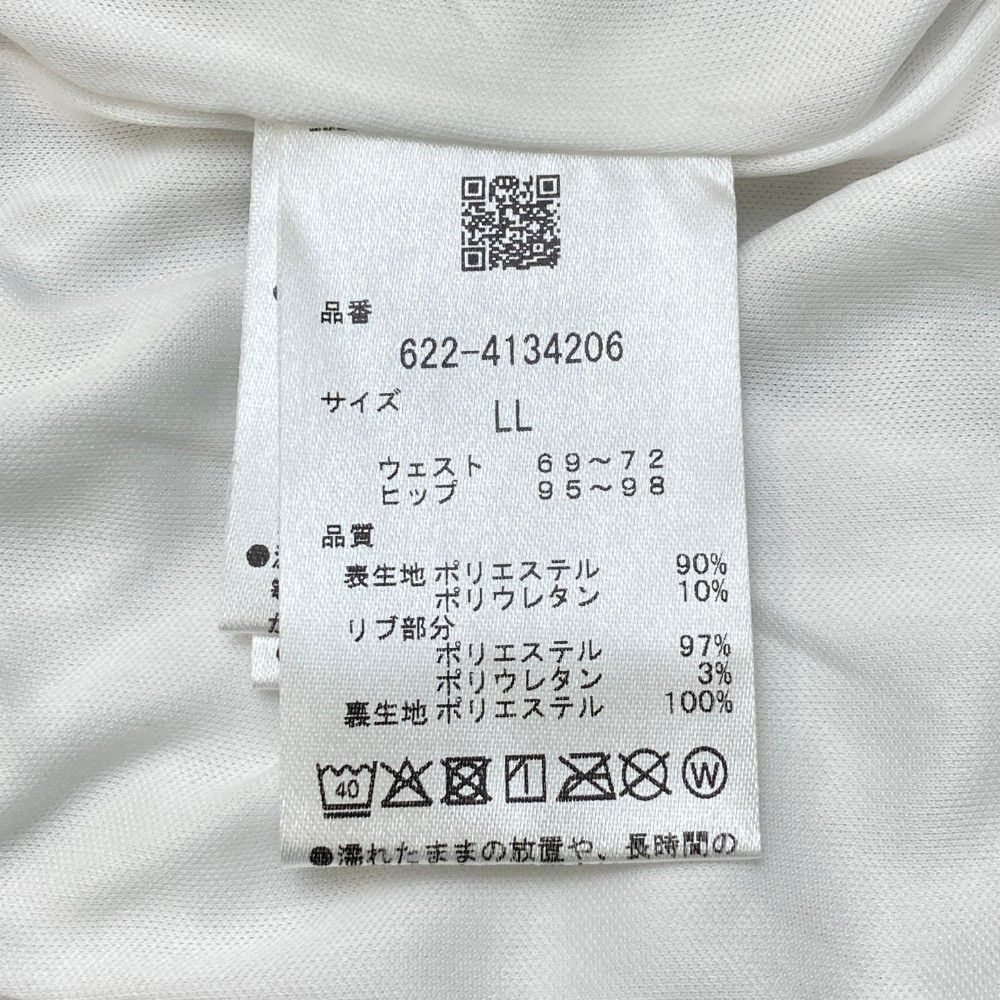 品番
622-4134206
サイズ
LL
ウェスト 69〜72
ヒップ 95〜98
品質
表生地 ポリエステル 90%
ポリウレタン 10%
リブ部分
ポリエステル 97%
ポリウレタン 3%
裏生地 ポリエステル 100%
40
W
●濡れたままの放置や、長時間の